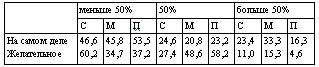 меньше 50% 50% больше 50%
С М Д С М П С М П
На самом деле 46,6 45,8 53,5 24,6 20,8 23,2 23,4 33,3 16,3
Желательное 60,2 34,7 37,2 27,4 48,6 58,2 11,0 15,3 4,6